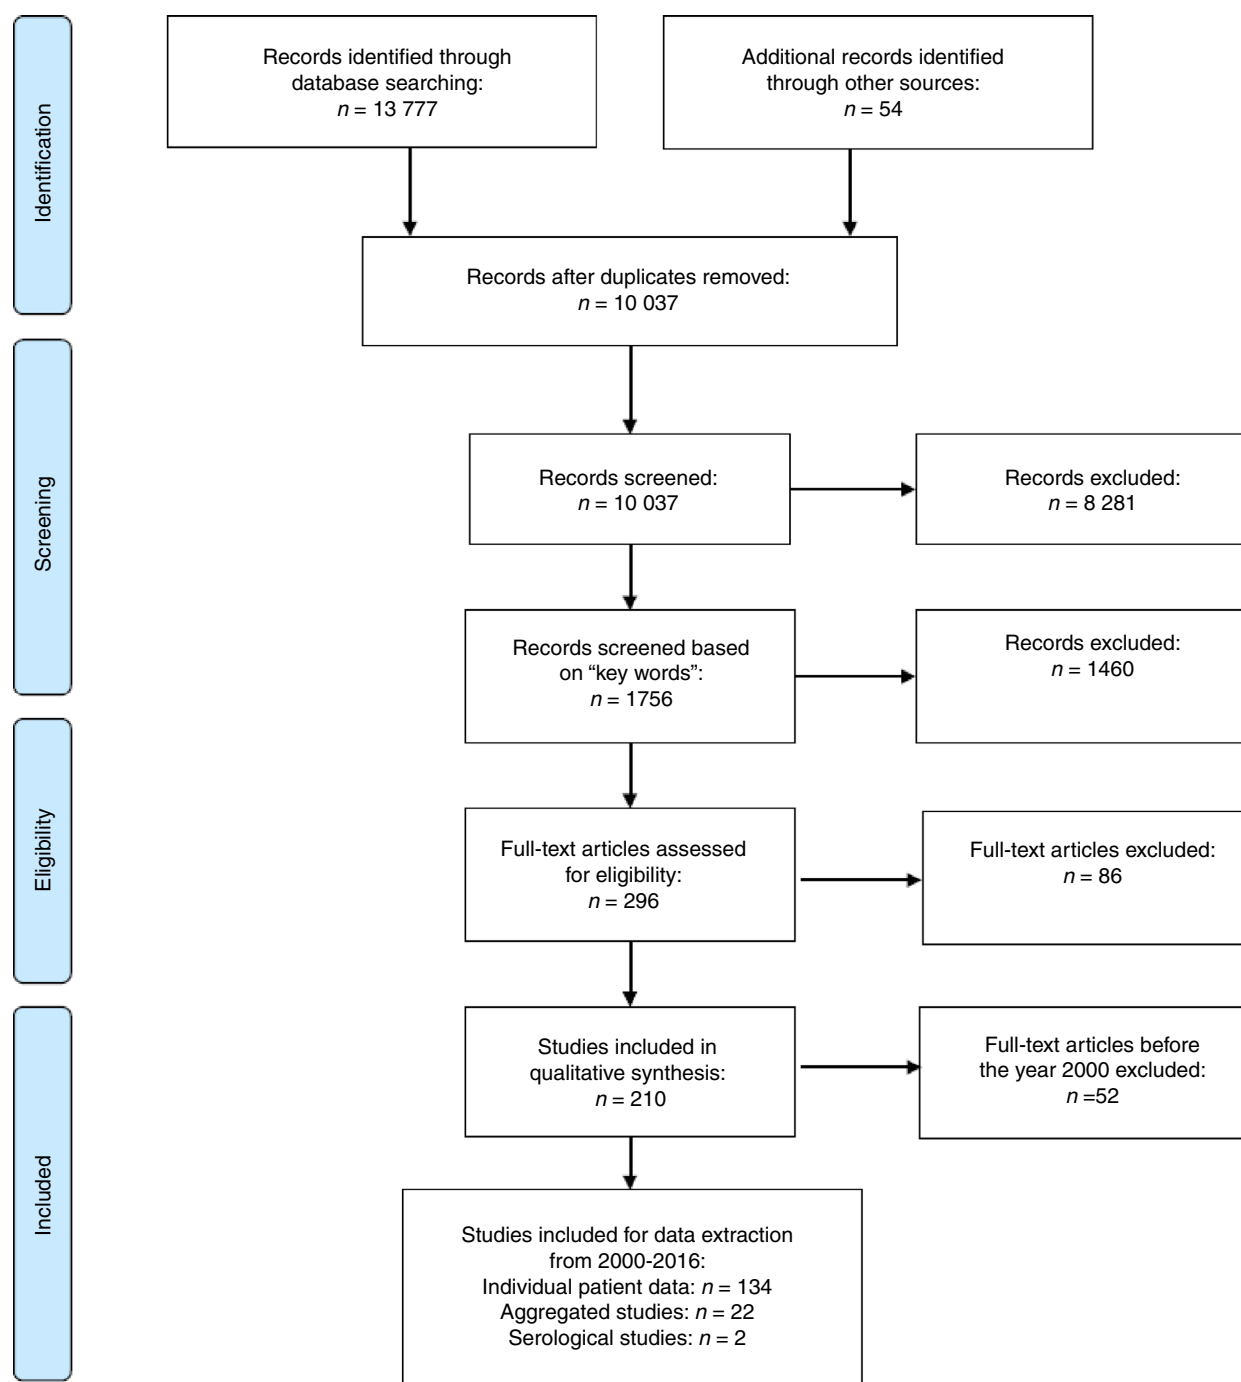 Identification
Records identified through
database searching:
n = 13 777
Additional records identified
through other sources:
n = 54
Records after duplicates removed:
n = 10 037
Screening
Records screened:
n = 10 037
Records excluded:
n = 8 281
Records screened based
on “key words”:
n = 1756
Records excluded:
n = 1460
Eligibility
Full-text articles assessed
for eligibility:
n = 296
Full-text articles excluded:
n = 86
Included
Studies included in
qualitative synthesis:
n = 210
Full-text articles before
the year 2000 excluded:
n =52
Studies included for data extraction
from 2000-2016:
Individual patient data: n = 134
Aggregated studies: n = 22
Serological studies: n = 2